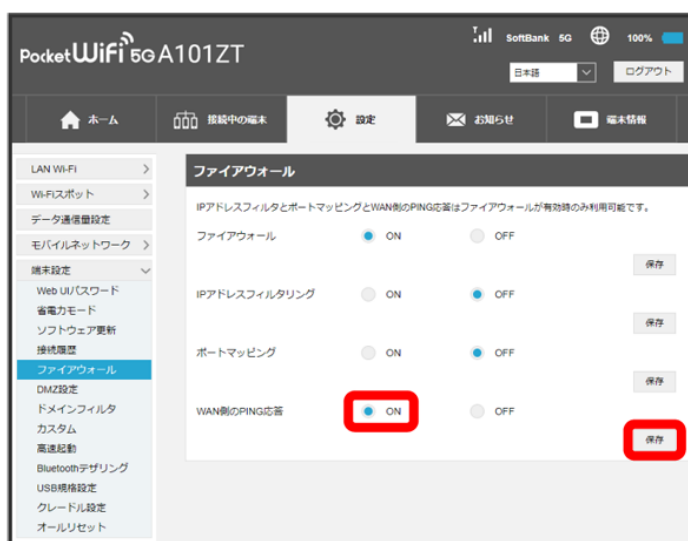 PocketWiFi 5G A101ZT
SoftBank 5G 100%
日本語 ログアウト
ホーム 接続中の端末 設定 お知らせ 端末情報
LAN Wi-Fi
Wi-Fiスポット
データ通信量設定
モバイルネットワーク
端末設定
Web UIパスワード
省電力モード
ソフトウェア更新
接続履歴
ファイアウォール
DMZ設定
ドメインフィルタ
カスタム
高速起動
Bluetoothテザリング
USB規格設定
クレードル設定
オールリセット
ファイアウォール
IPアドレスフィルタとポートマッピングとWAN側のPING応答はファイアウォールが有効時のみ利用可能です。
ファイアウォール ON OFF
保存
IPアドレスフィルタリング ON OFF
保存
ポートマッピング ON OFF
保存
WAN側のPING応答 ON OFF
保存